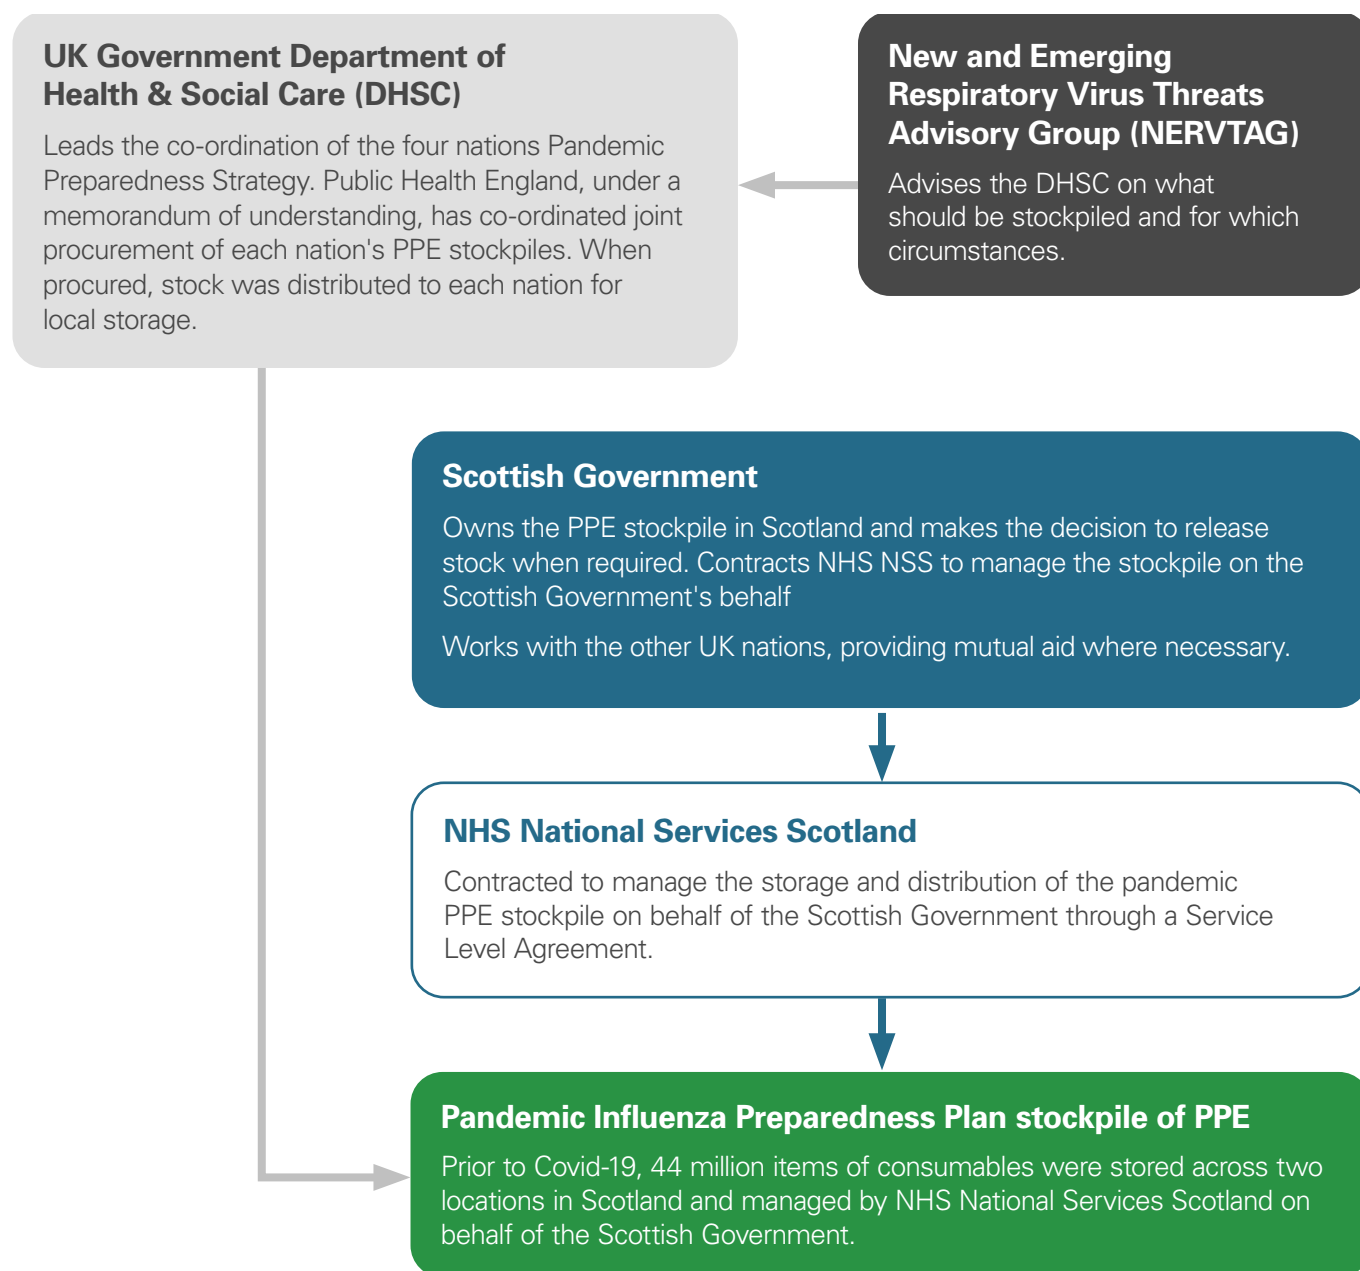 UK Government Department of
Health & Social Care (DHSC)
Leads the co-ordination of the four nations Pandemic
Preparedness Strategy. Public Health England, under a
memorandum of understanding, has co-ordinated joint
procurement of each nation's PPE stockpiles. When
procured, stock was distributed to each nation for
local storage.
New and Emerging
Respiratory Virus Threats
Advisory Group (NERVTAG)
Advises the DHSC on what
should be stockpiled and for which
circumstances.
Scottish Government
Owns the PPE stockpile in Scotland and makes the decision to release
stock when required. Contracts NHS NSS to manage the stockpile on the
Scottish Government's behalf
Works with the other UK nations, providing mutual aid where necessary.
NHS National Services Scotland
Contracted to manage the storage and distribution of the pandemic
PPE stockpile on behalf of the Scottish Government through a Service
Level Agreement.
Pandemic Influenza Preparedness Plan stockpile of PPE
Prior to Covid-19, 44 million items of consumables were stored across two
locations in Scotland and managed by NHS National Services Scotland on
behalf of the Scottish Government.